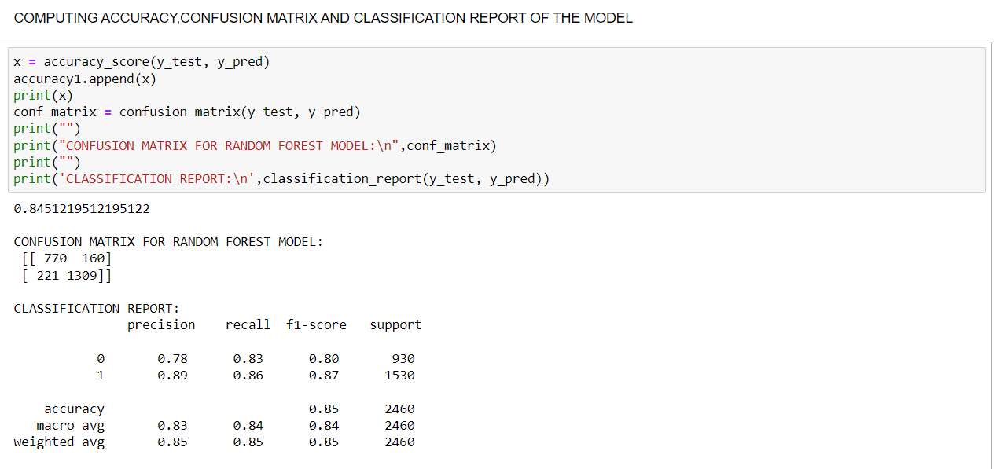 COMPUTING ACCURACY,CONFUSION MATRIX AND CLASSIFICATION REPORT OF THE MODEL
x = accuracy_score(y_test, y_pred)
accuracy1.append(x)
print(x)
conf_matrix = confusion_matrix(y_test, y_pred)
print("")
print("CONFUSION MATRIX FOR RANDOM FOREST MODEL:\n",conf_matrix)
print("")
print('CLASSIFICATION REPORT:\n',classification_report(y_test, y_pred))
0.8451219512195122
CONFUSION MATRIX FOR RANDOM FOREST MODEL:
[[ 770  160]
[ 221 1309]]
CLASSIFICATION REPORT:
precision    recall  f1-score   support
0       0.78      0.83      0.80       930
1       0.89      0.86      0.87      1530
accuracy                           0.85      2460
macro avg       0.83      0.84      0.84      2460
weighted avg       0.85      0.85      0.85      2460